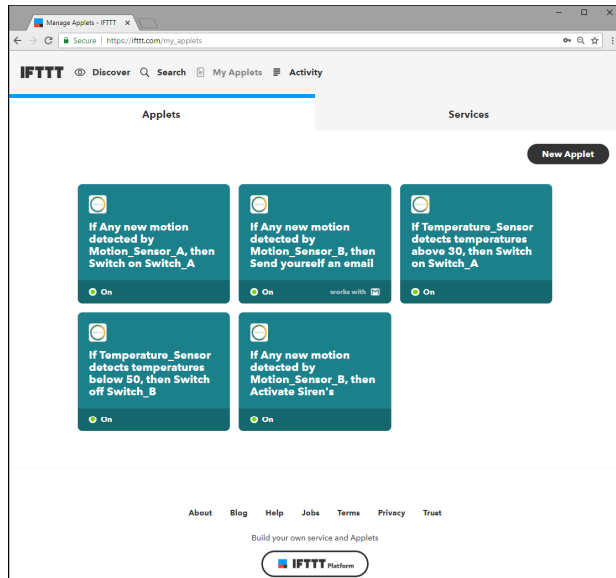 Manage Applets - IFTTT
Secure | https://ifttt.com/my_applets
IFTTT Discover Search My Applets Activity
Applets Services
New Applet
If Any new motion
detected by
Motion_Sensor_A, then
Switch on Switch_A
On
If Any new motion
detected by
Motion_Sensor_B, then
Send yourself an email
On works with
If Temperature_Sensor
detects temperatures
above 30, then Switch
on Switch_A
On
If Temperature_Sensor
detects temperatures
below 50, then Switch
off Switch_B
On
If Any new motion
detected by
Motion_Sensor_B, then
Activate Siren's
On
About Blog Help Jobs Terms Privacy Trust
Build your own service and Applets
IFTTT Platform